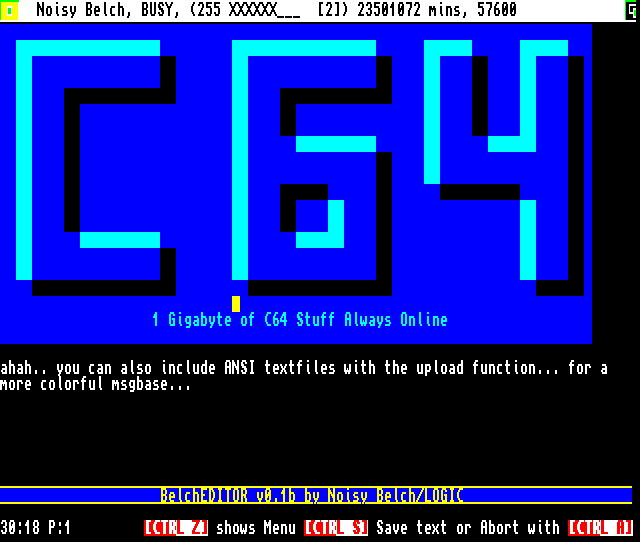 Noisy Belch, BUSY, (255 XXXXXX___  [2]) 23501072 mins, 57600
C64
1 Gigabyte of C64 Stuff Always Online
ahah.. you can also include ANSI textfiles with the upload function... for a
more colorful msgbase...
BelchEDITOR v0.1b by Noisy Belch/LOGIC
30:18 P:1 [CTRL Z] shows Menu [CTRL S] Save text or Abort with [CTRL A]